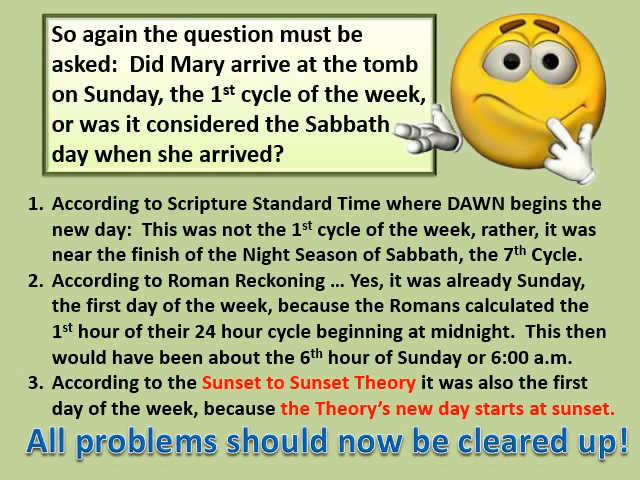 So again the question must be
asked:  Did Mary arrive at the tomb
on Sunday, the 1st cycle of the week,
or was it considered the Sabbath
day when she arrived?
1. According to Scripture Standard Time where DAWN begins the
new day:  This was not the 1st cycle of the week, rather, it was
near the finish of the Night Season of Sabbath, the 7th Cycle.
2. According to Roman Reckoning … Yes, it was already Sunday,
the first day of the week, because the Romans calculated the
1st hour of their 24 hour cycle beginning at midnight.  This then
would have been about the 6th hour of Sunday or 6:00 a.m.
3. According to the Sunset to Sunset Theory it was also the first
day of the week, because the Theory's new day starts at sunset.
All problems should now be cleared up!